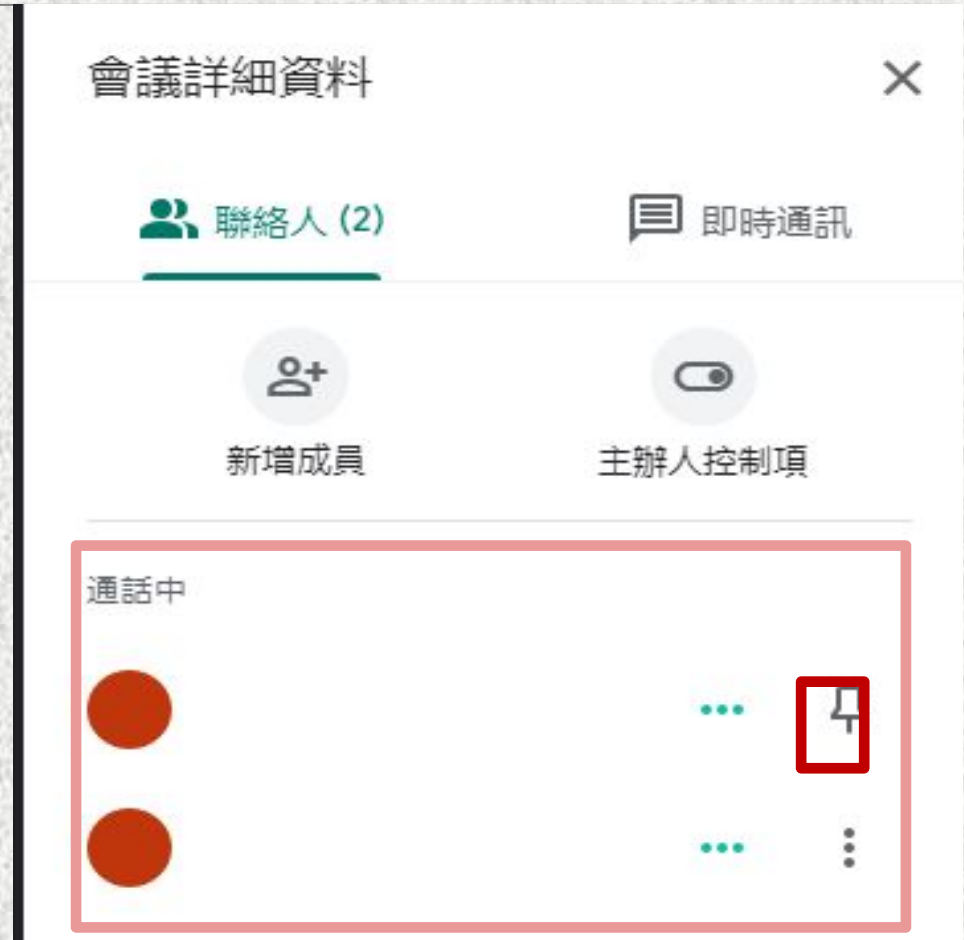 會議詳細資料
聯絡人 (2)
即時通訊
新增成員
主辦人控制項
通話中